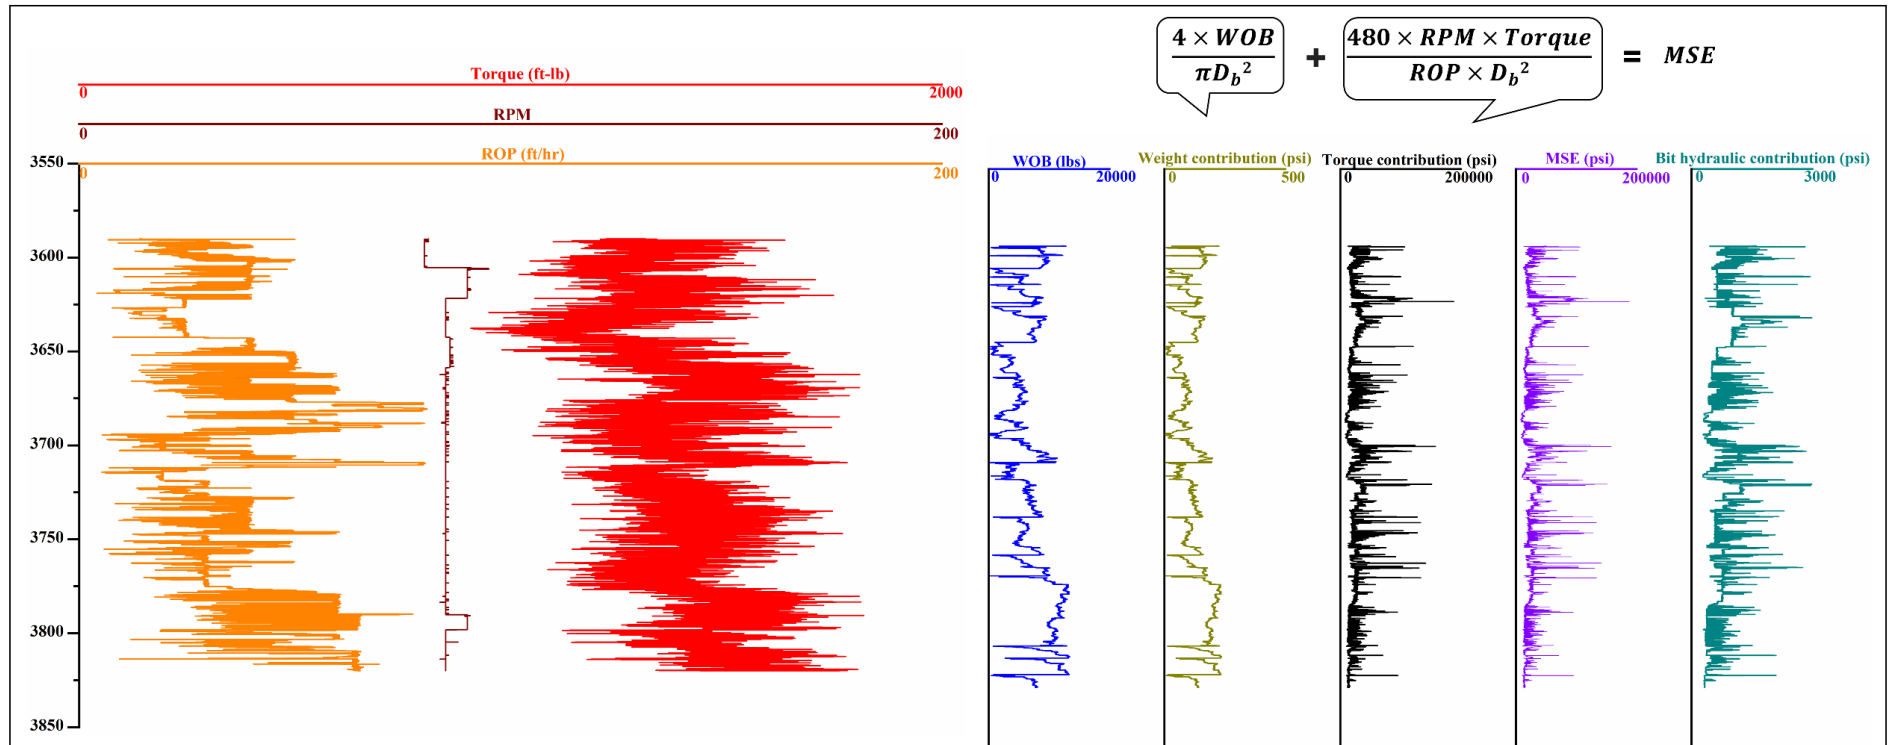 4 × WOB
πD_b²
+
480 × RPM × Torque
ROP × D_b²
= MSE
Torque (ft-lb)
0 2000
RPM
0 200
ROP (ft/hr)
0 200
WOB (lbs)
0 20000
Weight contribution (psi)
0 500
Torque contribution (psi)
0 200000
MSE (psi)
0 200000
Bit hydraulic contribution (psi)
0 3000
3550
3600
3650
3700
3750
3800
3850